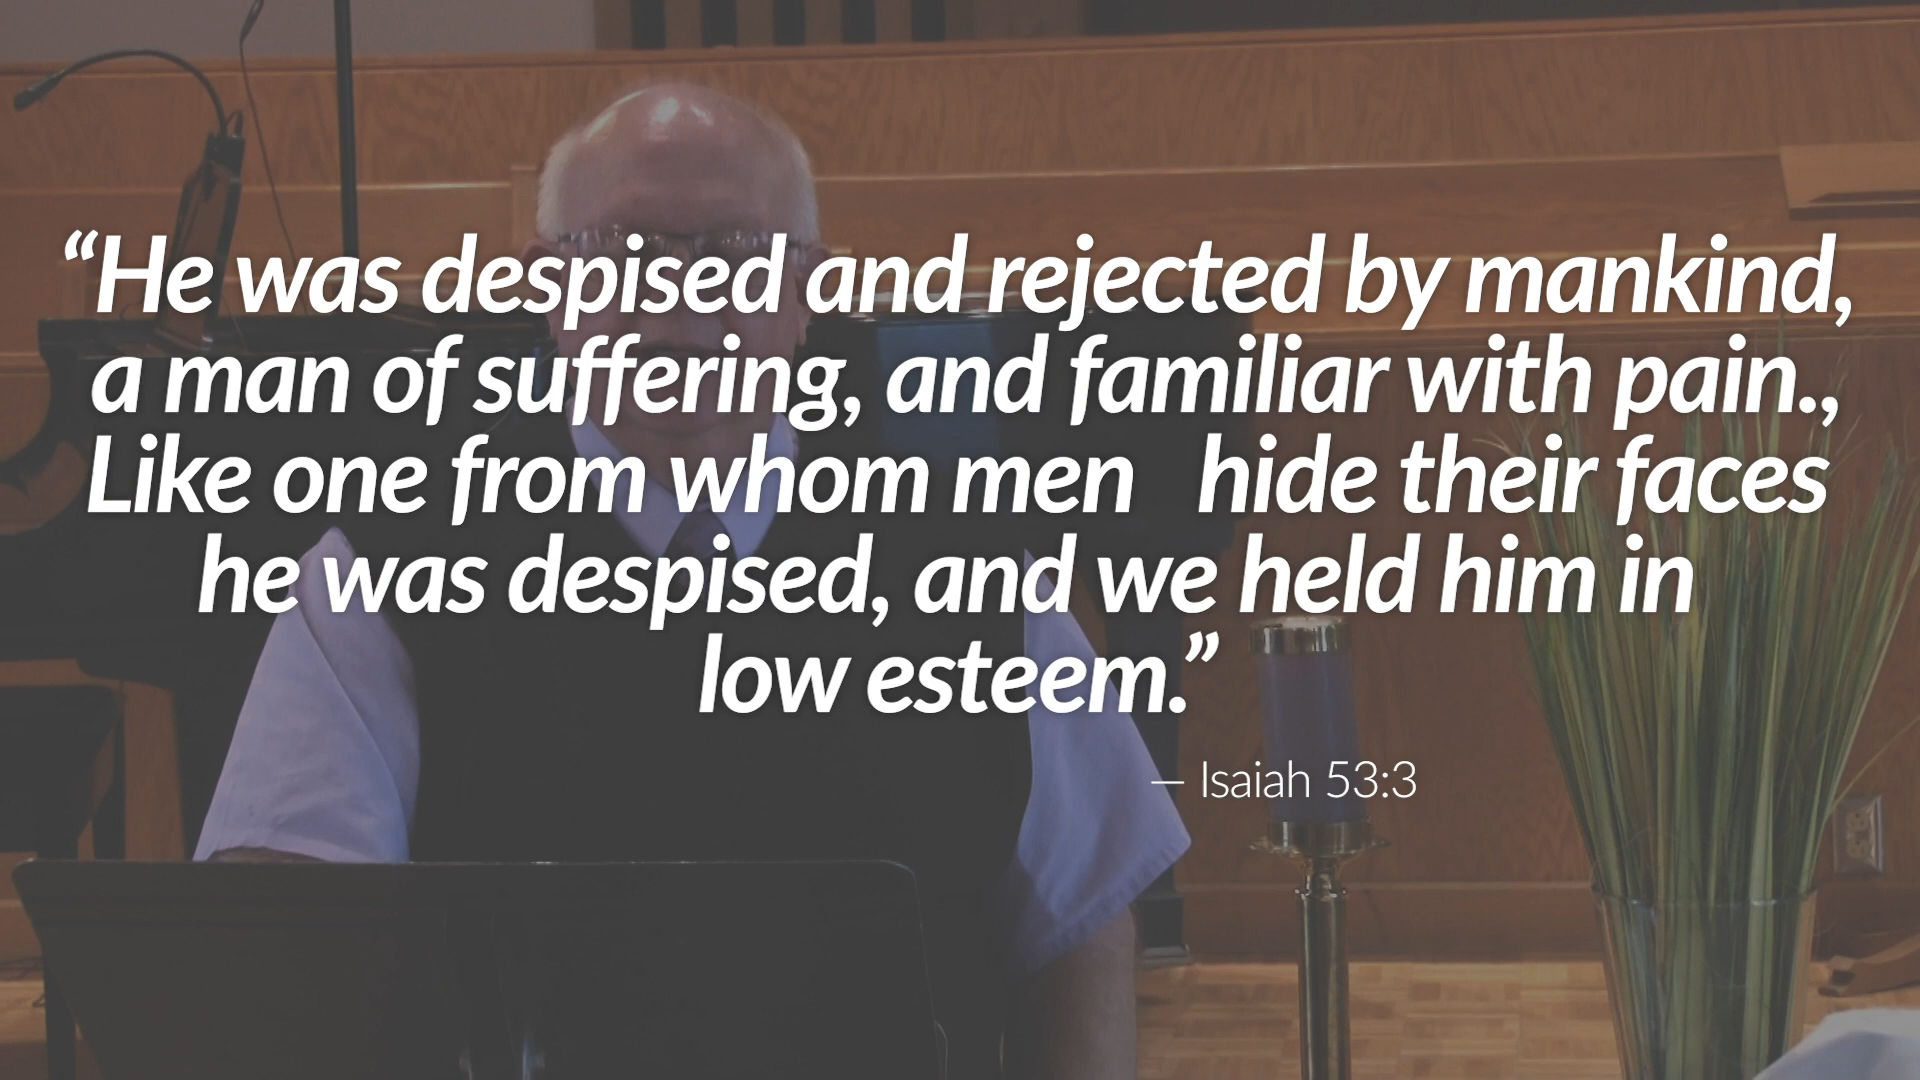 “He was despised and rejected by mankind,
a man of suffering, and familiar with pain.,
Like one from whom men   hide their faces
he was despised, and we held him in
low esteem.”
— Isaiah 53:3